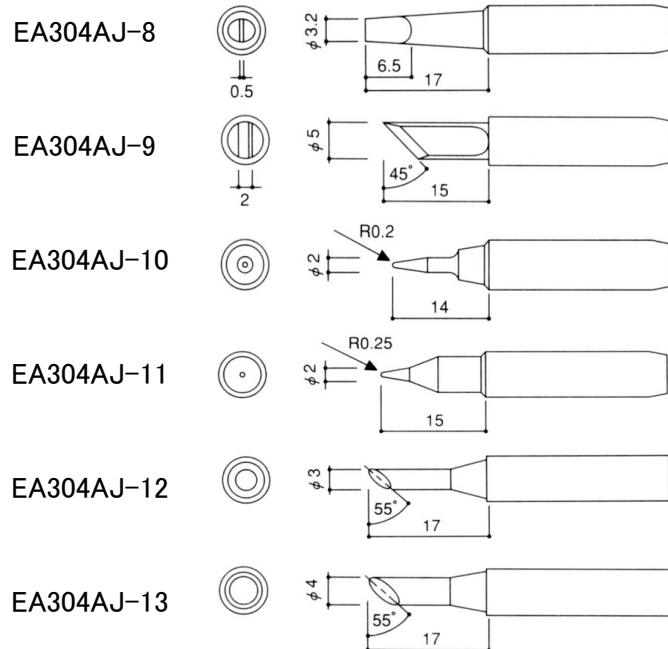 EA304AJ-8
φ3.2
6.5
0.5
17
EA304AJ-9
φ5
45°
2
15
EA304AJ-10
R0.2
φ2
14
EA304AJ-11
R0.25
φ2
15
EA304AJ-12
φ3
55°
17
EA304AJ-13
φ4
55°
17